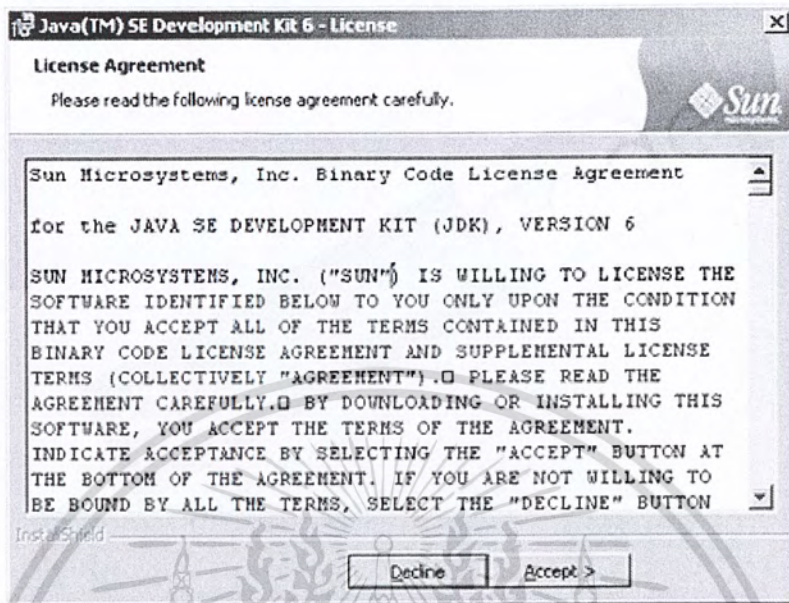 Java(TM) SE Development Kit 6 - License
License Agreement
Please read the following license agreement carefully.
Sun
microsystems
Sun Microsystems, Inc. Binary Code License Agreement
for the JAVA SE DEVELOPMENT KIT (JDK), VERSION 6
SUN MICROSYSTEMS, INC. ("SUN") IS WILLING TO LICENSE THE
SOFTWARE IDENTIFIED BELOW TO YOU ONLY UPON THE CONDITION
THAT YOU ACCEPT ALL OF THE TERMS CONTAINED IN THIS
BINARY CODE LICENSE AGREEMENT AND SUPPLEMENTAL LICENSE
TERMS (COLLECTIVELY "AGREEMENT").□ PLEASE READ THE
AGREEMENT CAREFULLY.□ BY DOWNLOADING OR INSTALLING THIS
SOFTWARE, YOU ACCEPT THE TERMS OF THE AGREEMENT.
INDICATE ACCEPTANCE BY SELECTING THE "ACCEPT" BUTTON AT
THE BOTTOM OF THE AGREEMENT. IF YOU ARE NOT WILLING TO
BE BOUND BY ALL THE TERMS, SELECT THE "DECLINE" BUTTON
InstallShield
Decline
Accept >